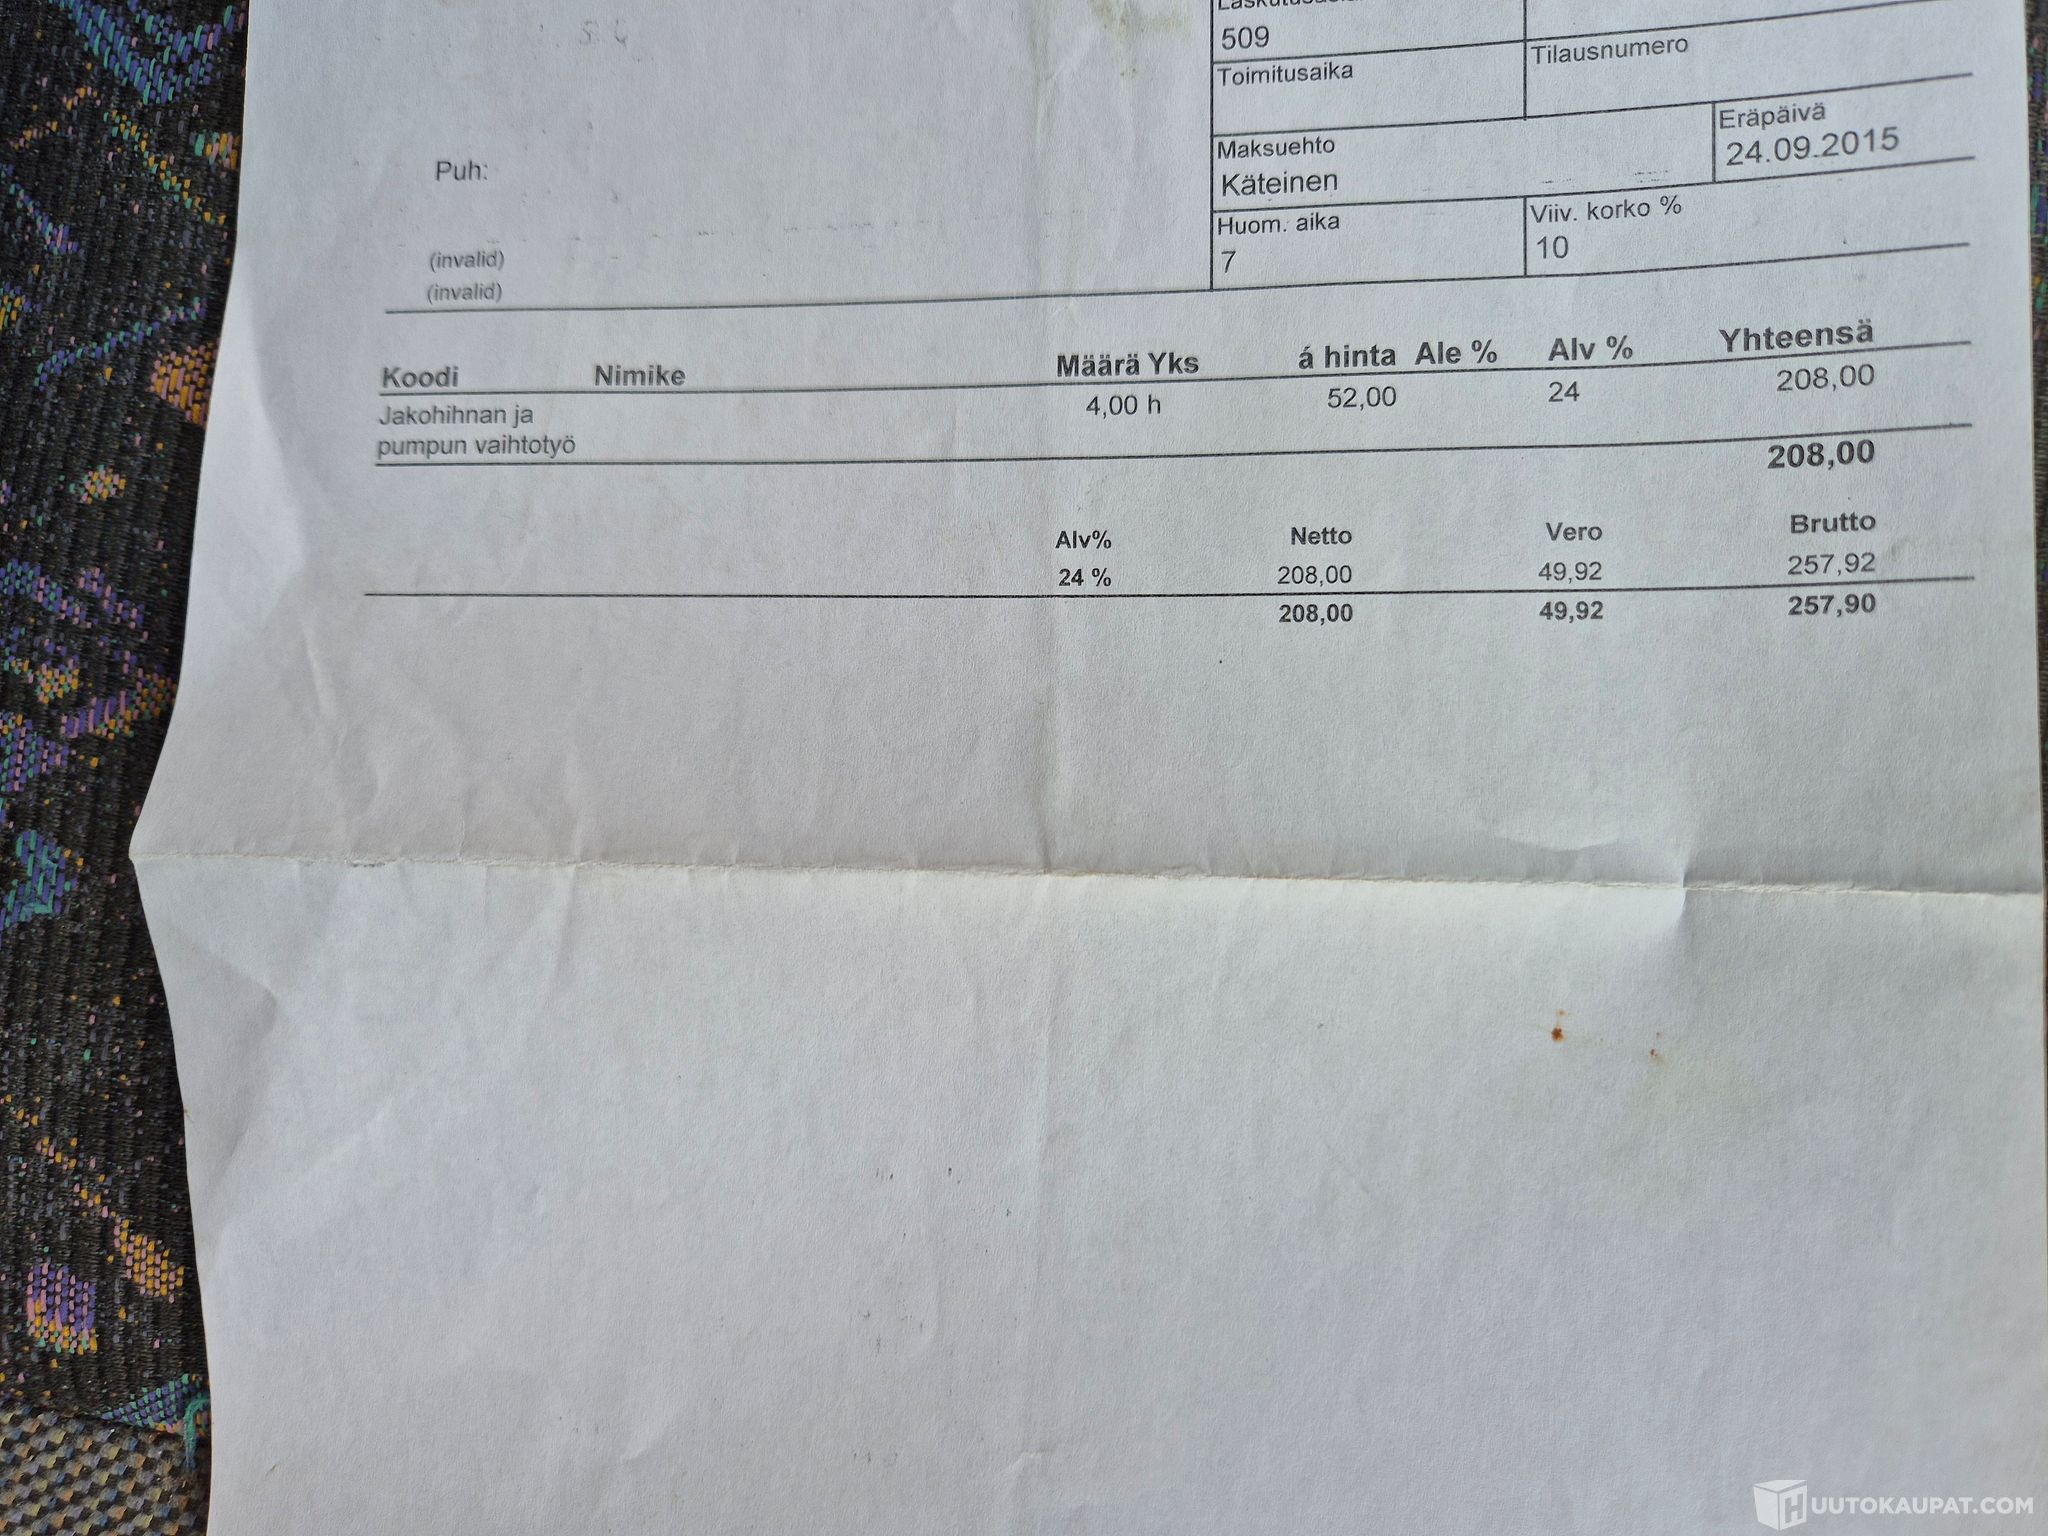 509
Toimitusaika
Tilausnumero
Puh:
Maksuehto
Käteinen
Eräpäivä
24.09.2015
Huom. aika
7
Viiv. korko %
10
(invalid)
(invalid)
Koodi Nimike Määrä Yks á hinta Ale % Alv % Yhteensä
Jakohihnan ja 4,00 h 52,00 24 208,00
pumpun vaihtotyö
208,00
Alv% Netto Vero Brutto
24 % 208,00 49,92 257,92
208,00 49,92 257,90
HUUTOKAUPAT.COM